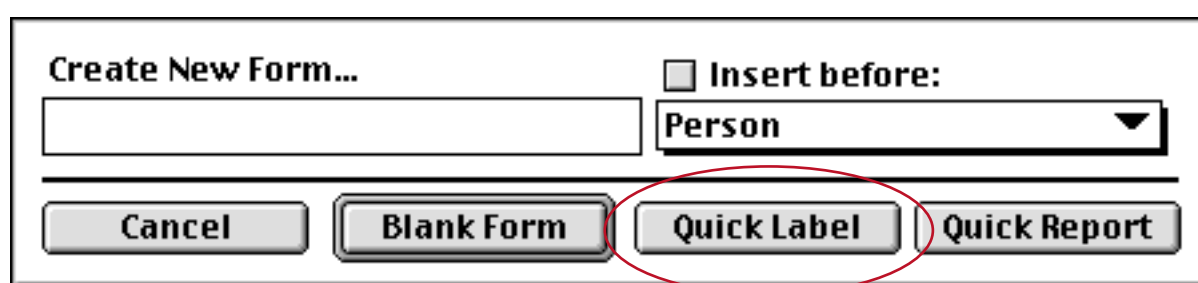 Create New Form...
Insert before:
Person
Cancel
Blank Form
Quick Label
Quick Report